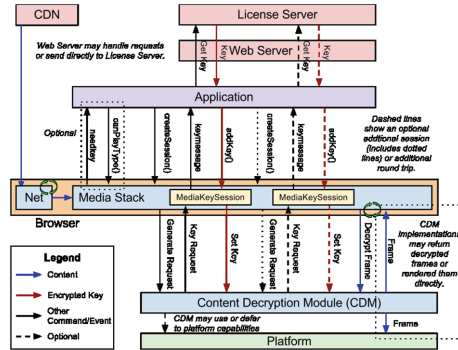 CDN
License Server
Web Server may handle requests
or send directly to License Server.
Get Key
Key
Get Key
Key
Web Server
Application
Optional
needkey
canPlayType()
createSession()
keymessage
addKey()
createSession()
keymessage
addKey()
Dashed lines
show an optional
additional session
(includes dotted
lines) or additional
round trip.
Net
Media Stack
MediaKeySession
MediaKeySession
Browser
Generate Request
Key Request
Set Key
Generate Request
Key Request
Set Key
Decrypt Frame
Frame
CDM
implementations
may return
decrypted
frames or
rendered them
directly.
Legend
Content
Encrypted Key
Other
Command/Event
Optional
Content Decryption Module (CDM)
CDM may use or defer
to platform capabilities
Frame
Platform